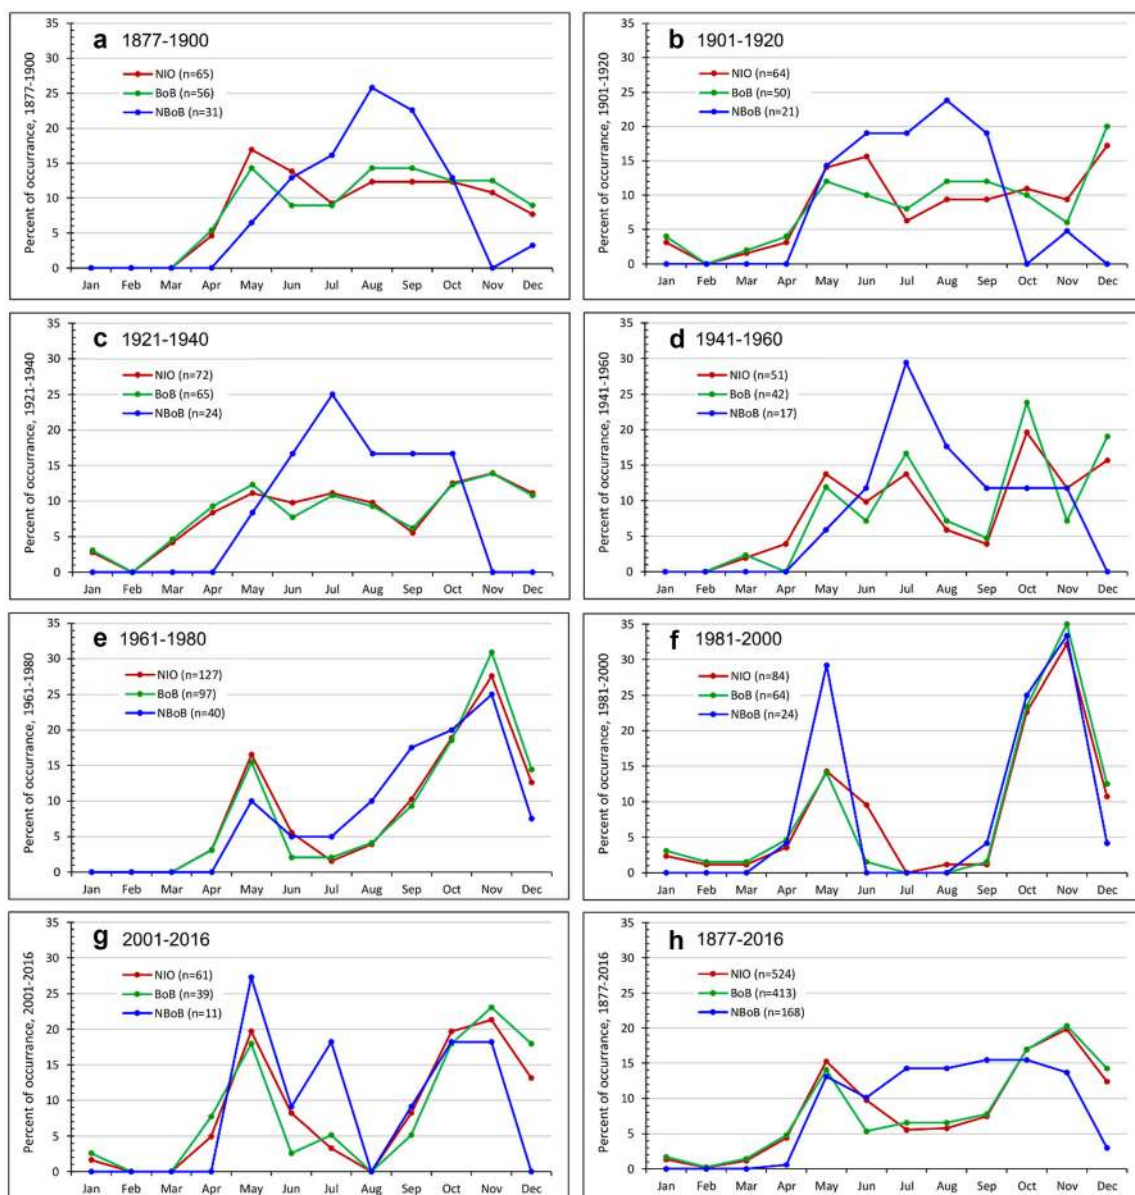 a 1877-1900
Percent of occurrance, 1877-1900
35
30
25
20
15
10
5
0
NIO (n=65)
BoB (n=56)
NBoB (n=31)
Jan Feb Mar Apr May Jun Jul Aug Sep Oct Nov Dec
b 1901-1920
Percent of occurrance, 1901-1920
35
30
25
20
15
10
5
0
NIO (n=64)
BoB (n=50)
NBoB (n=21)
Jan Feb Mar Apr May Jun Jul Aug Sep Oct Nov Dec
c 1921-1940
Percent of occurrance, 1921-1940
35
30
25
20
15
10
5
0
NIO (n=72)
BoB (n=65)
NBoB (n=24)
Jan Feb Mar Apr May Jun Jul Aug Sep Oct Nov Dec
d 1941-1960
Percent of occurrance, 1941-1960
35
30
25
20
15
10
5
0
NIO (n=51)
BoB (n=42)
NBoB (n=17)
Jan Feb Mar Apr May Jun Jul Aug Sep Oct Nov Dec
e 1961-1980
Percent of occurrance, 1961-1980
35
30
25
20
15
10
5
0
NIO (n=127)
BoB (n=97)
NBoB (n=40)
Jan Feb Mar Apr May Jun Jul Aug Sep Oct Nov Dec
f 1981-2000
Percent of occurrance, 1981-2000
35
30
25
20
15
10
5
0
NIO (n=84)
BoB (n=64)
NBoB (n=24)
Jan Feb Mar Apr May Jun Jul Aug Sep Oct Nov Dec
g 2001-2016
Percent of occurrance, 2001-2016
35
30
25
20
15
10
5
0
NIO (n=61)
BoB (n=39)
NBoB (n=11)
Jan Feb Mar Apr May Jun Jul Aug Sep Oct Nov Dec
h 1877-2016
Percent of occurrance, 1877-2016
35
30
25
20
15
10
5
0
NIO (n=524)
BoB (n=413)
NBoB (n=168)
Jan Feb Mar Apr May Jun Jul Aug Sep Oct Nov Dec